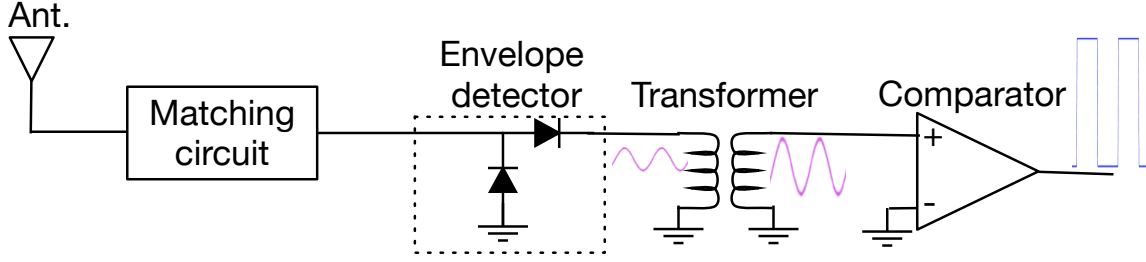 Ant.
Matching
circuit
Envelope
detector
Transformer
Comparator
+
-